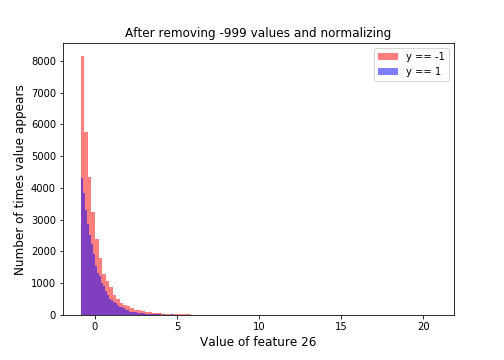 After removing -999 values and normalizing
y == -1
y == 1
Number of times value appears
8000
7000
6000
5000
4000
3000
2000
1000
0
0
5
10
15
20
Value of feature 26